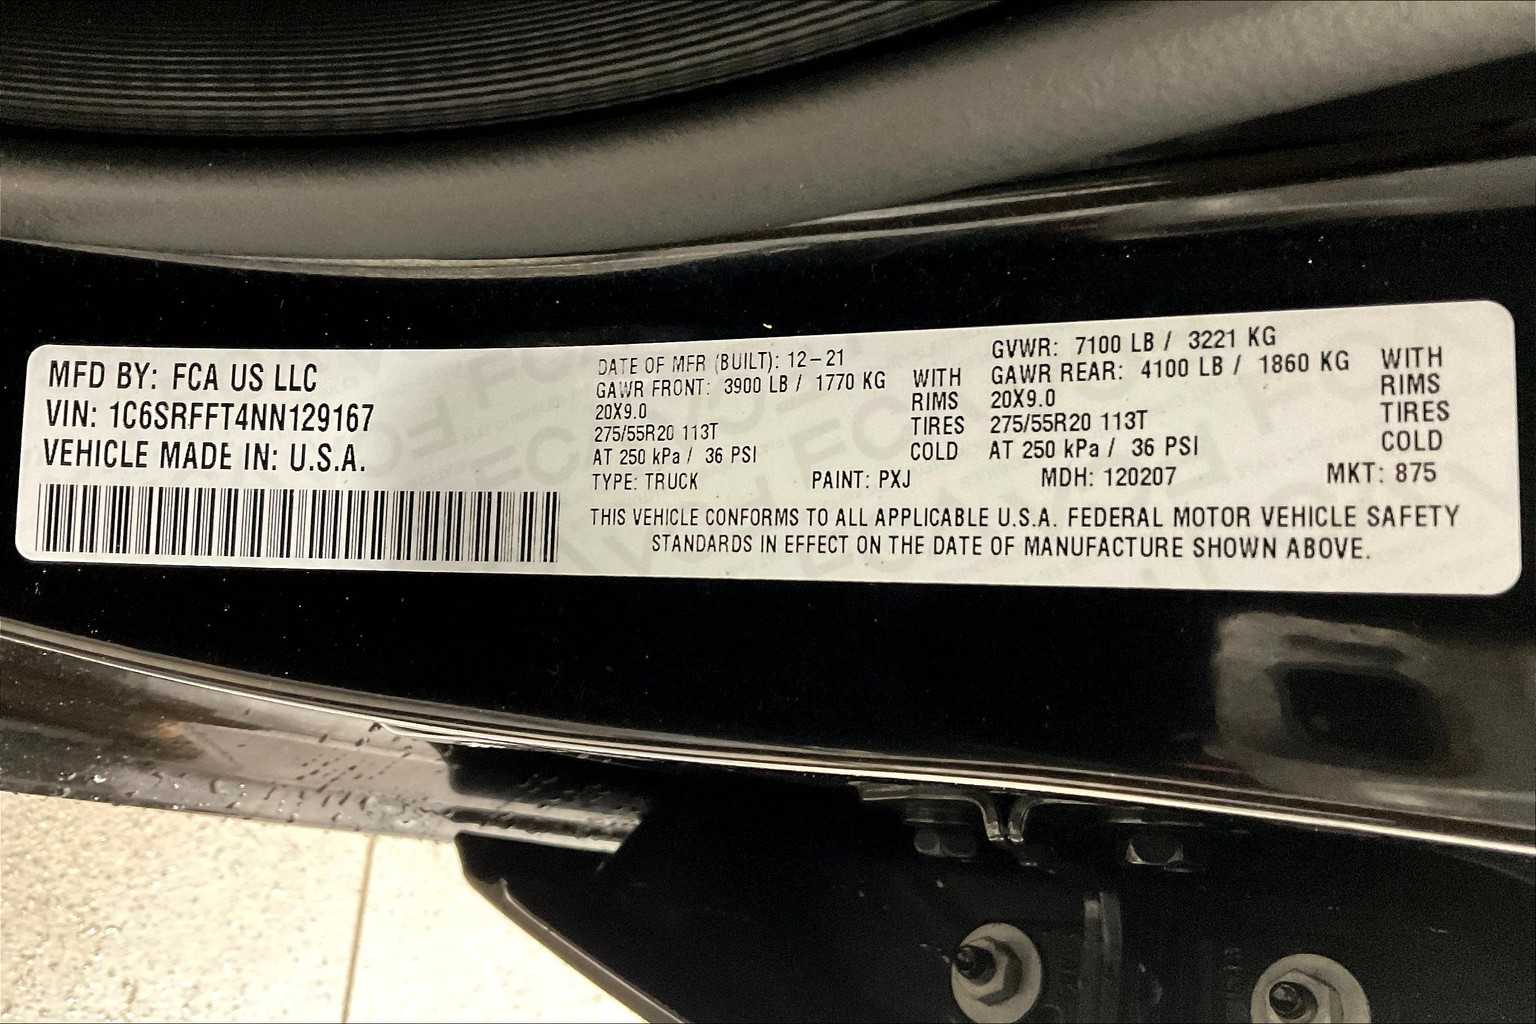 MFD BY: FCA US LLC
VIN: 1C6SRFFT4NN129167
VEHICLE MADE IN: U.S.A.
DATE OF MFR (BUILT): 12-21
GAWR FRONT: 3900 LB / 1770 KG WITH
20X9.0 RIMS
275/55R20 113T TIRES
AT 250 kPa / 36 PSI COLD
GVWR: 7100 LB / 3221 KG
GAWR REAR: 4100 LB / 1860 KG WITH
20X9.0 RIMS
275/55R20 113T TIRES
AT 250 kPa / 36 PSI COLD
TYPE: TRUCK PAINT: PXJ MDH: 120207 MKT: 875
THIS VEHICLE CONFORMS TO ALL APPLICABLE U.S.A. FEDERAL MOTOR VEHICLE SAFETY
STANDARDS IN EFFECT ON THE DATE OF MANUFACTURE SHOWN ABOVE.